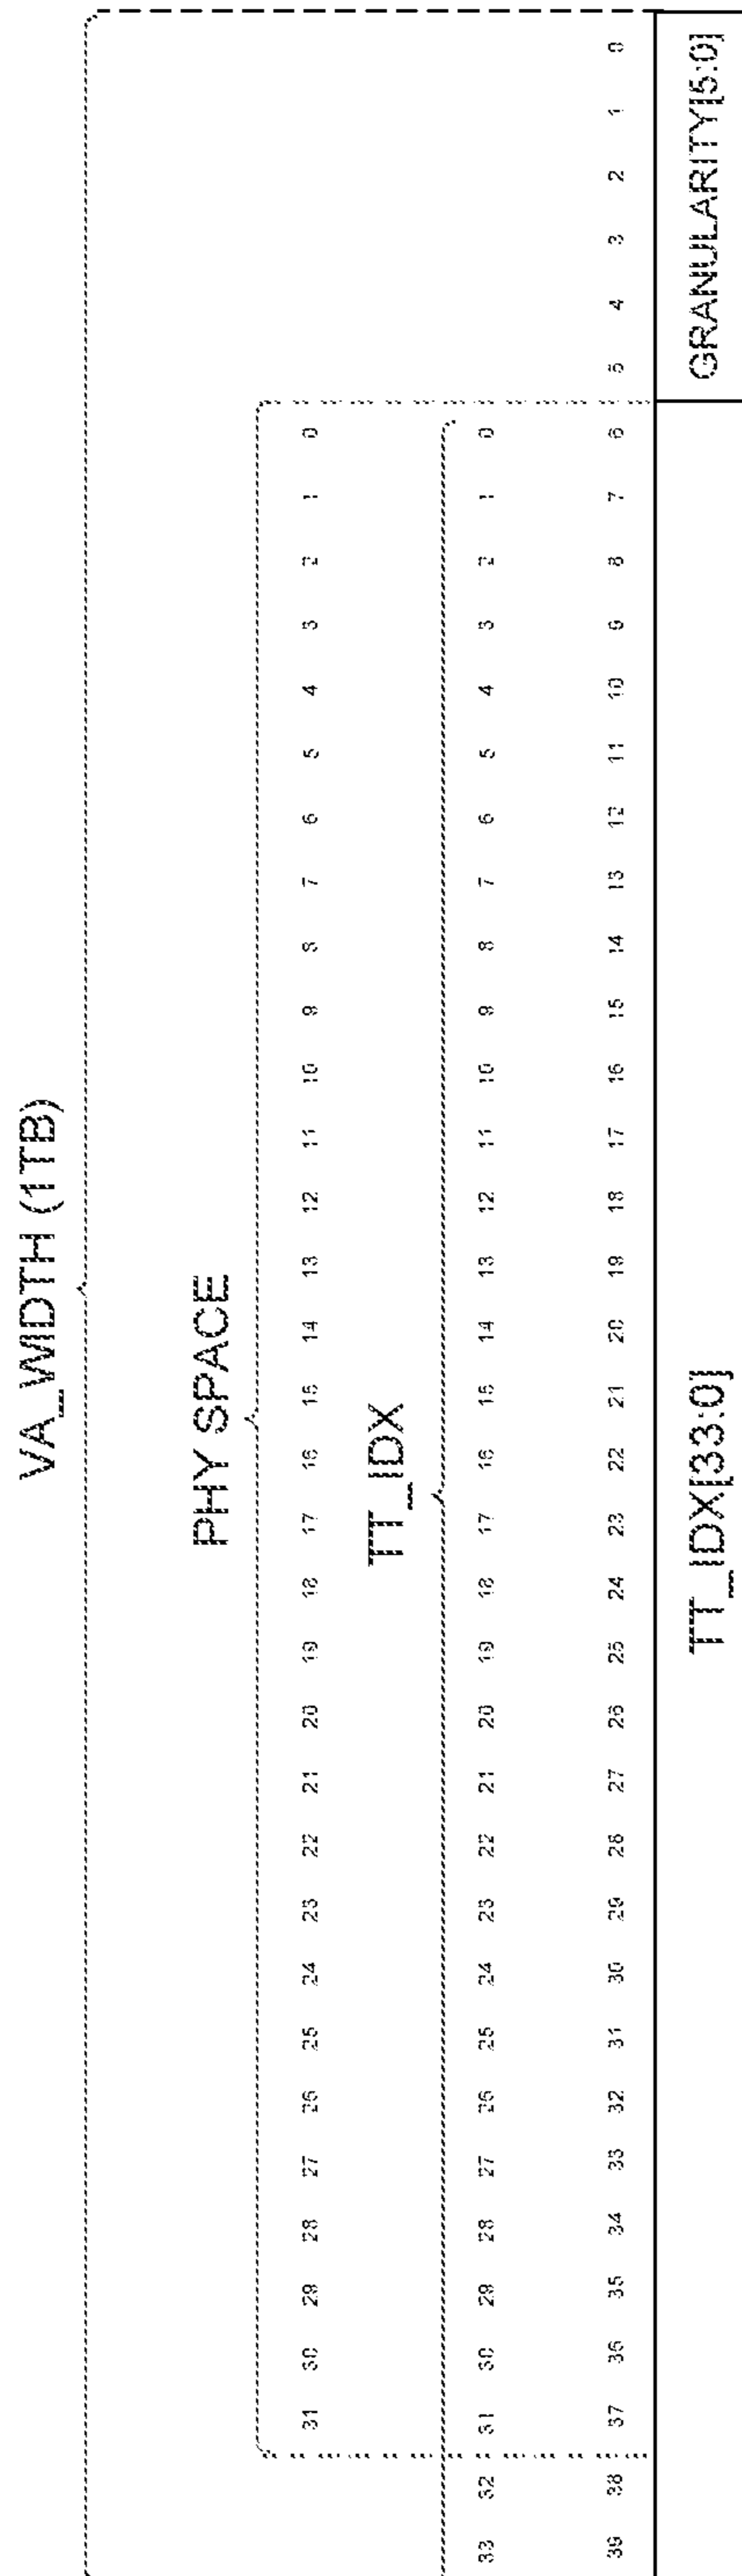 VA_WIDTH (1TB)
PHY SPACE
31 30 29 28 27 26 25 24 23 22 21 20 19 18 17 16 15 14 13 12 11 10 9 8 7 6 5 4 3 2 1 0
TT_IDX
33 32 31 30 29 28 27 26 25 24 23 22 21 20 19 18 17 16 15 14 13 12 11 10 9 8 7 6 5 4 3 2 1 0
39 38 37 36 35 34 33 32 31 30 29 28 27 26 25 24 23 22 21 20 19 18 17 16 15 14 13 12 11 10 9 8 7 6 5 4 3 2 1 0
TT_IDX[33:0] GRANULARITY[5:0]